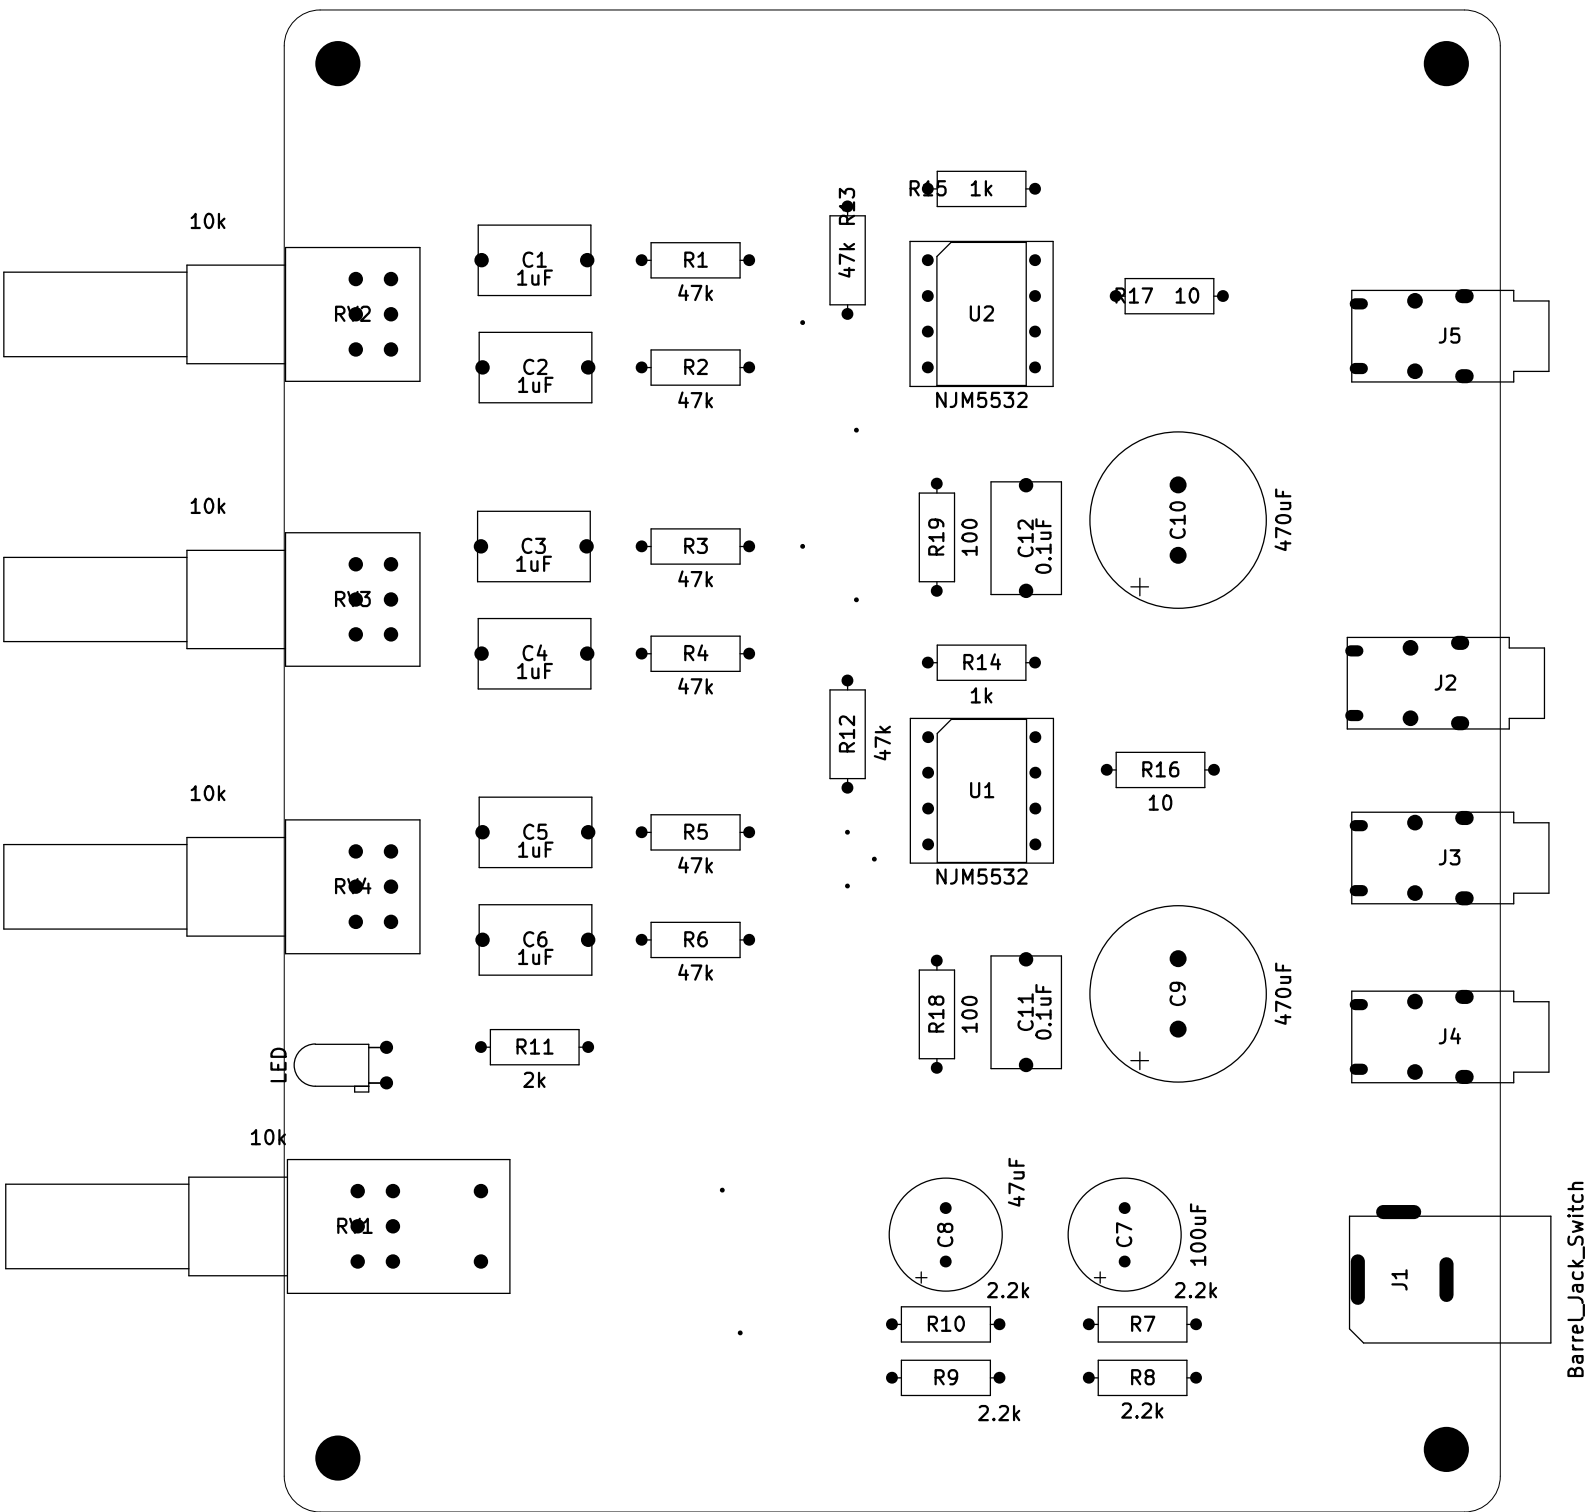 R15 1k
R13
47k
10k
C1
1uF
R1
47k
U2
NJM5532
R17 10
RV2
J5
C2
1uF
R2
47k
10k
C3
1uF
R3
47k
R19
100
C12
0.1uF
C10
470uF
RV3
C4
1uF
R4
47k
R14
1k
J2
R12
47k
10k
U1
NJM5532
R16
10
C5
1uF
R5
47k
J3
RV4
C6
1uF
R6
47k
R18
100
C11
0.1uF
C9
470uF
LED
R11
2k
J4
10k
RV1
C8
47uF
C7
100uF
J1
Barrel_Jack_Switch
2.2k
R10
2.2k
R7
R9
2.2k
R8
2.2k